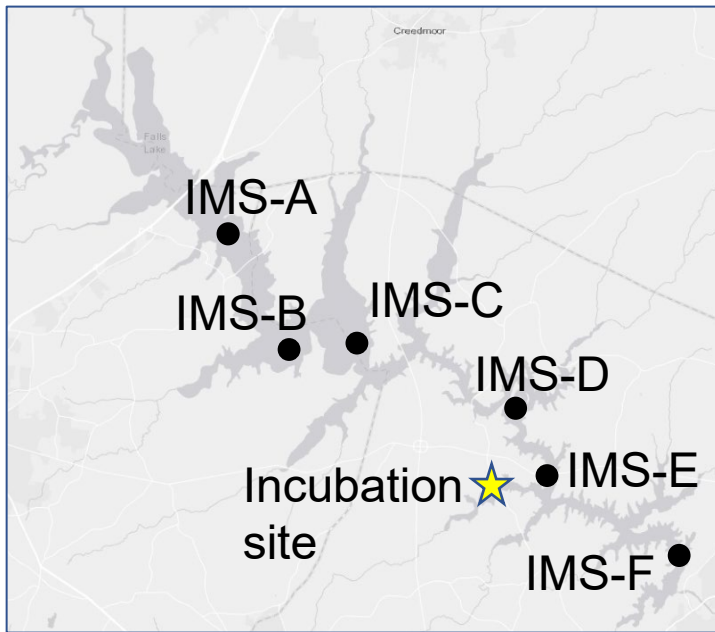 Creedmoor
Falls
Lake
IMS-A
IMS-B
IMS-C
IMS-D
IMS-E
Incubation
site
IMS-F